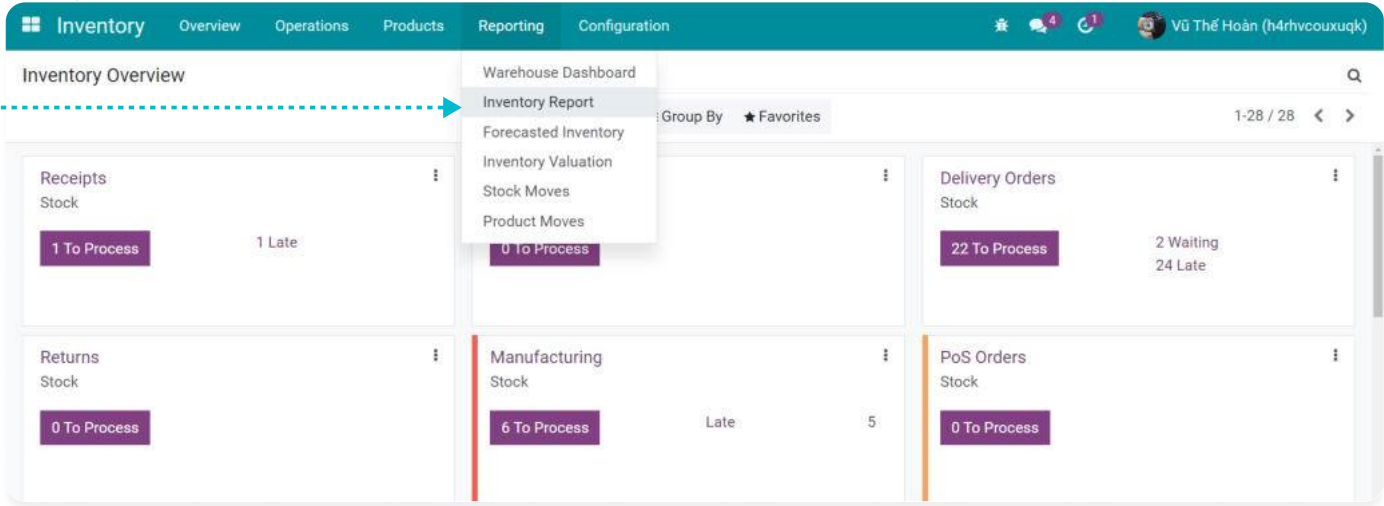 Inventory Overview Operations Products Reporting Configuration 4 1 Vũ Thế Hoàn (h4rhvcouxuqk)
Inventory Overview
Warehouse Dashboard
Inventory Report
Forecasted Inventory
Inventory Valuation
Stock Moves
Product Moves
Group By Favorites 1-28 / 28
Receipts
Stock
1 To Process 1 Late
0 To Process
Delivery Orders
Stock
22 To Process 2 Waiting
24 Late
Returns
Stock
0 To Process
Manufacturing
Stock
6 To Process Late 5
PoS Orders
Stock
0 To Process